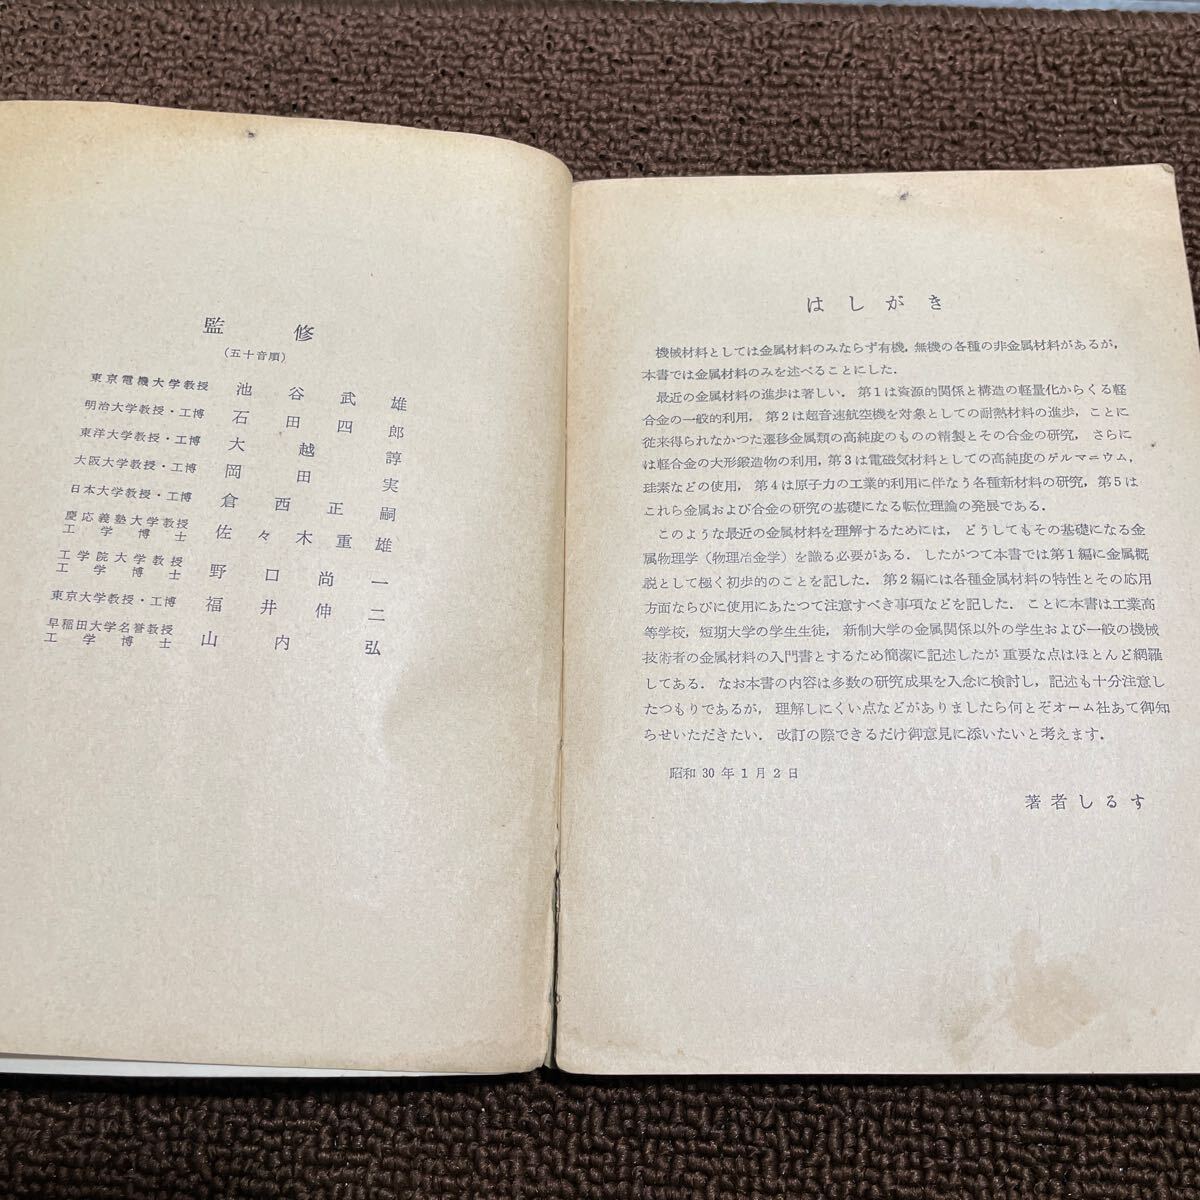 監修
(五十音順)
東京電機大学教授 池谷武雄
明治大学教授・工博 石田四郎
東洋大学教授・工博 大越諄
大阪大学教授・工博 岡田実
日本大学教授・工博 倉西正嗣
慶応義塾大学教授
工学博士 佐々木重雄
工学院大学教授
工学博士 野口尚一
東京大学教授・工博 福井伸二
早稲田大学名誉教授
工学博士 山内弘
はしがき
機械材料としては金属材料のみならず有機，無機の各種の非金属材料があるが，
本書では金属材料のみを述べることにした．
最近の金属材料の進歩は著しい．第１は資源的関係と構造の軽量化からくる軽
合金の一般的利用，第２は超音速航空機を対象としての耐熱材料の進歩，ことに
従来得られなかつた遷移金属類の高純度のものの精製とその合金の研究，さらに
は軽合金の大形鍛造物の利用，第３は電磁気材料としての高純度のゲルマニウム，
珪素などの使用，第４は原子力の工業的利用に伴なう各種新材料の研究，第５は
これら金属および合金の研究の基礎になる転位理論の発展である．
このような最近の金属材料を理解するためには，どうしてもその基礎になる金
属物理学（物理冶金学）を識る必要がある．したがつて本書では第１編に金属概
説として極く初歩的のことを記した．第２編には各種金属材料の特性とその応用
方面ならびに使用にあたつて注意すべき事項などを記した．ことに本書は工業高
等学校，短期大学の学生生徒，新制大学の金属関係以外の学生および一般の機械
技術者の金属材料の入門書とするため簡潔に記述したが重要な点はほとんど網羅
してある．なお本書の内容は多数の研究成果を入念に検討し，記述も十分注意し
たつもりであるが，理解しにくい点などがありましたら何とぞオーム社あて御知
らせいただきたい．改訂の際できるだけ御意見に添いたいと考えます．
昭和30年1月2日
著者しるす